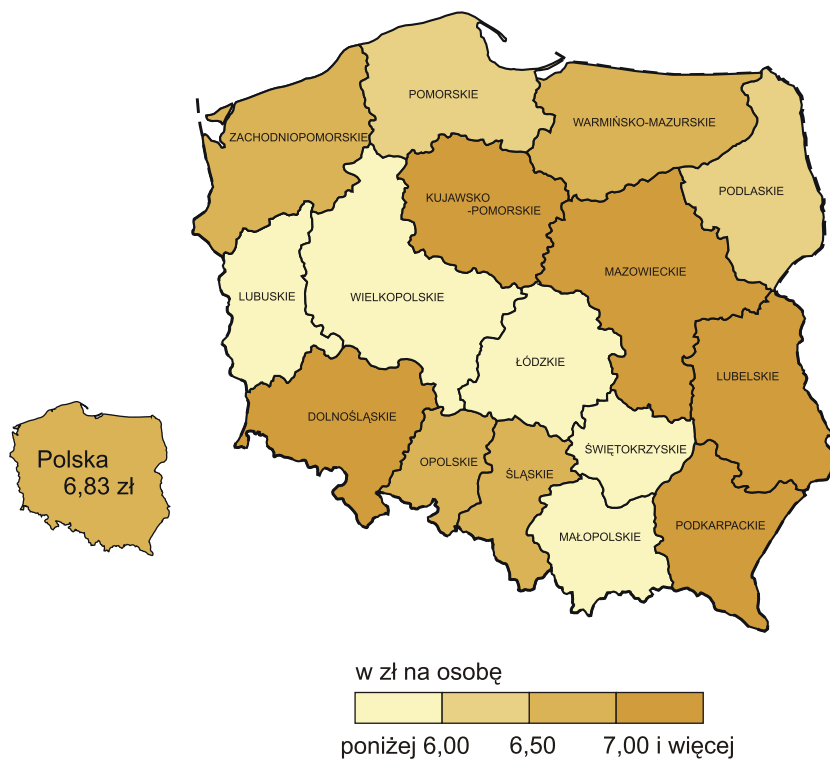 POMORSKIE
WARMIŃSKO-MAZURSKIE
ZACHODNIOPOMORSKIE
PODLASKIE
KUJAWSKO
-POMORSKIE
MAZOWIECKIE
LUBUSKIE
WIELKOPOLSKIE
ŁÓDZKIE
LUBELSKIE
DOLNOŚLĄSKIE
ŚWIĘTOKRZYSKIE
OPOLSKIE
ŚLĄSKIE
Polska
6,83 zł
PODKARPACKIE
MAŁOPOLSKIE
w zł na osobę
poniżej 6,00 6,50 7,00 i więcej